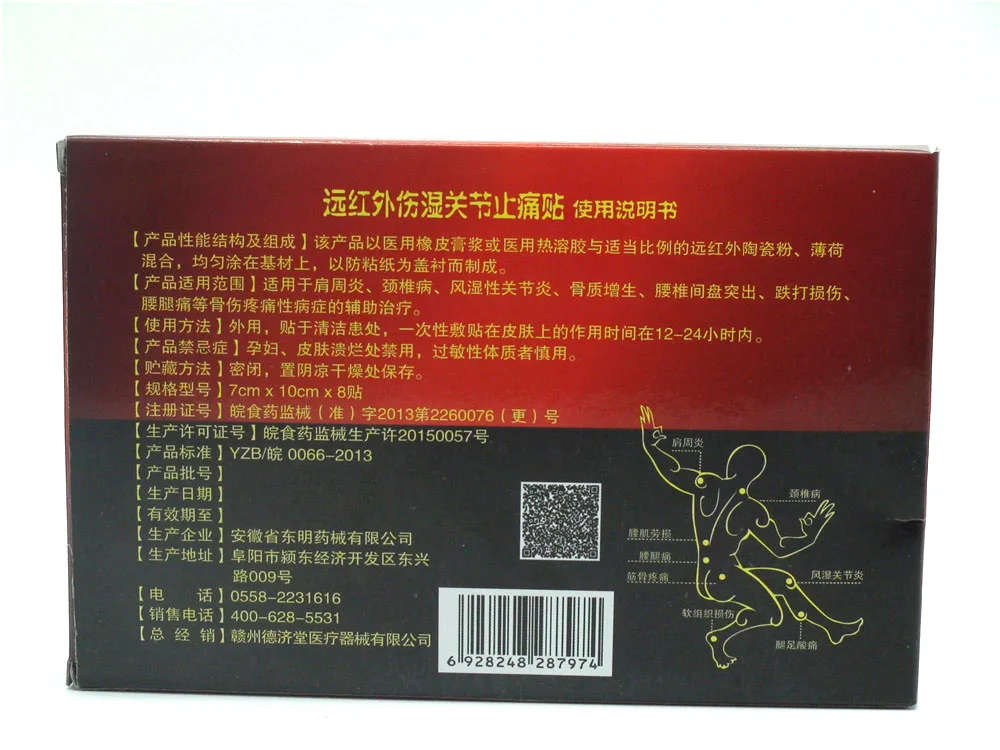 远红外伤湿关节止痛贴 使用说明书
【产品性能结构及组成】该产品以医用橡皮膏浆或医用热溶胶与适当比例的远红外陶瓷粉、薄荷
混合，均匀涂在基材上，以防粘纸为盖衬而制成。
【产品适用范围】适用于肩周炎、颈椎病、风湿性关节炎、骨质增生、腰椎间盘突出、跌打损伤、
腰腿痛等骨伤疼痛性病症的辅助治疗。
【使用方法】外用，贴于清洁患处，一次性敷贴在皮肤上的作用时间在12-24小时内。
【产品禁忌症】孕妇、皮肤溃烂处禁用，过敏性体质者慎用。
【贮藏方法】密闭，置阴凉干燥处保存。
【规格型号】7cm x 10cm x 8贴
【注册证号】皖食药监械（准）字2013第2260076（更）号
【生产许可证号】皖食药监械生产许20150057号
【产品标准】YZB/皖 0066-2013
【产品批号】
【生产日期】
【有效期至】
【生产企业】安徽省东明药械有限公司
【生产地址】阜阳市颍东经济开发区东兴
路009号
【电 话】0558-2231616
【销售电话】400-628-5531
【总 经 销】赣州德济堂医疗器械有限公司
6 928248 287974
肩周炎
颈椎病
腰肌劳损
腰腿痛
筋骨疼痛
风湿关节炎
软组织损伤
腿足酸痛